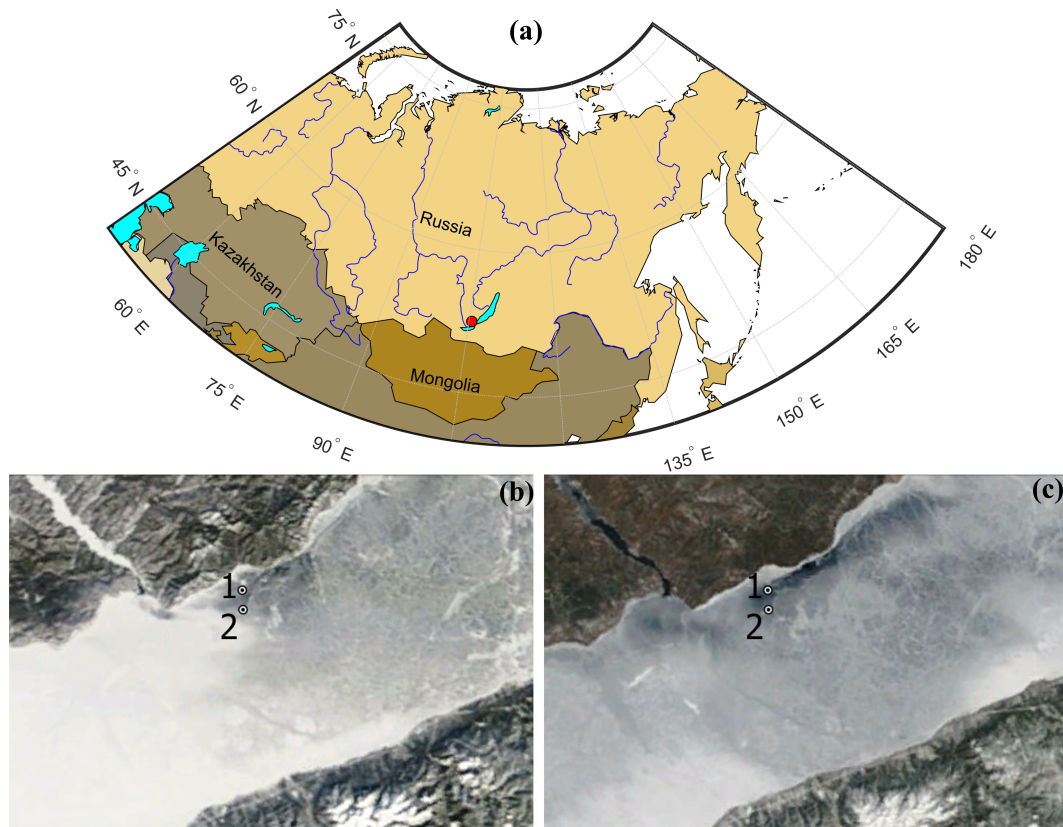 (a)
75° N
60° N
45° N
Russia
Kazakhstan
Mongolia
60° E
75° E
90° E
135° E
150° E
165° E
180° E
(b)
1
2
(c)
1
2